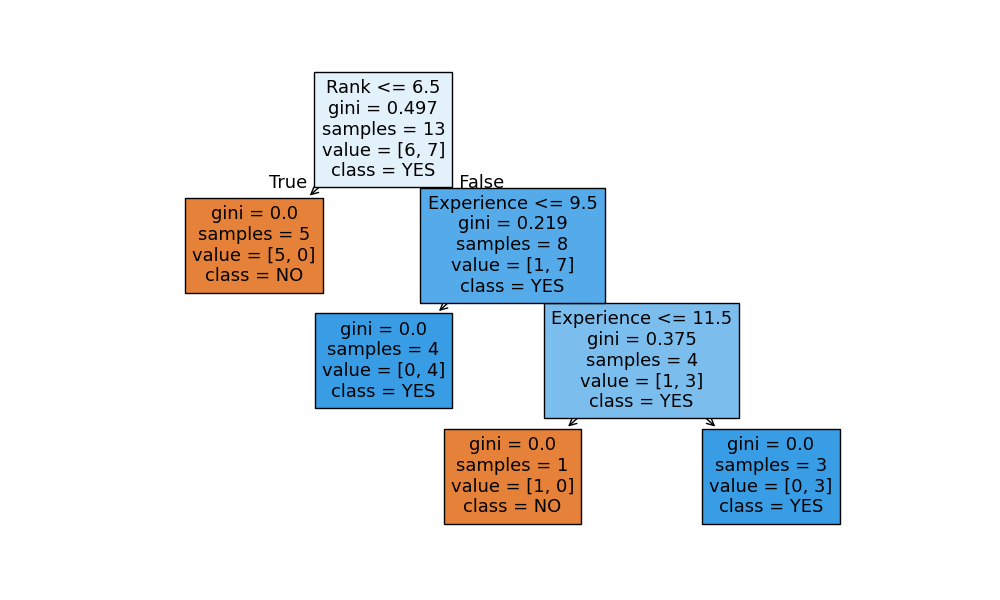 Rank <= 6.5
gini = 0.497
samples = 13
value = [6, 7]
class = YES
True
False
gini = 0.0
samples = 5
value = [5, 0]
class = NO
Experience <= 9.5
gini = 0.219
samples = 8
value = [1, 7]
class = YES
gini = 0.0
samples = 4
value = [0, 4]
class = YES
Experience <= 11.5
gini = 0.375
samples = 4
value = [1, 3]
class = YES
gini = 0.0
samples = 1
value = [1, 0]
class = NO
gini = 0.0
samples = 3
value = [0, 3]
class = YES